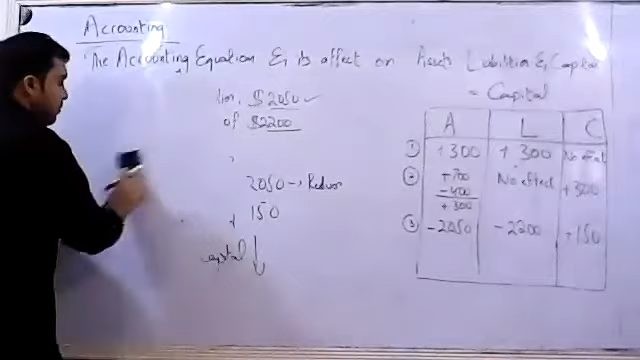 Accounting
The Accounting Equation & its affect on Assets Liabilities & Capital
= Capital
$2050 ✓
of $2200
2050 → Reduce
+ 150
capital ↓
A L C
① +300 +300 No effect
② +700 No effect +300
-400
+300
③ -2050 -2200 +150